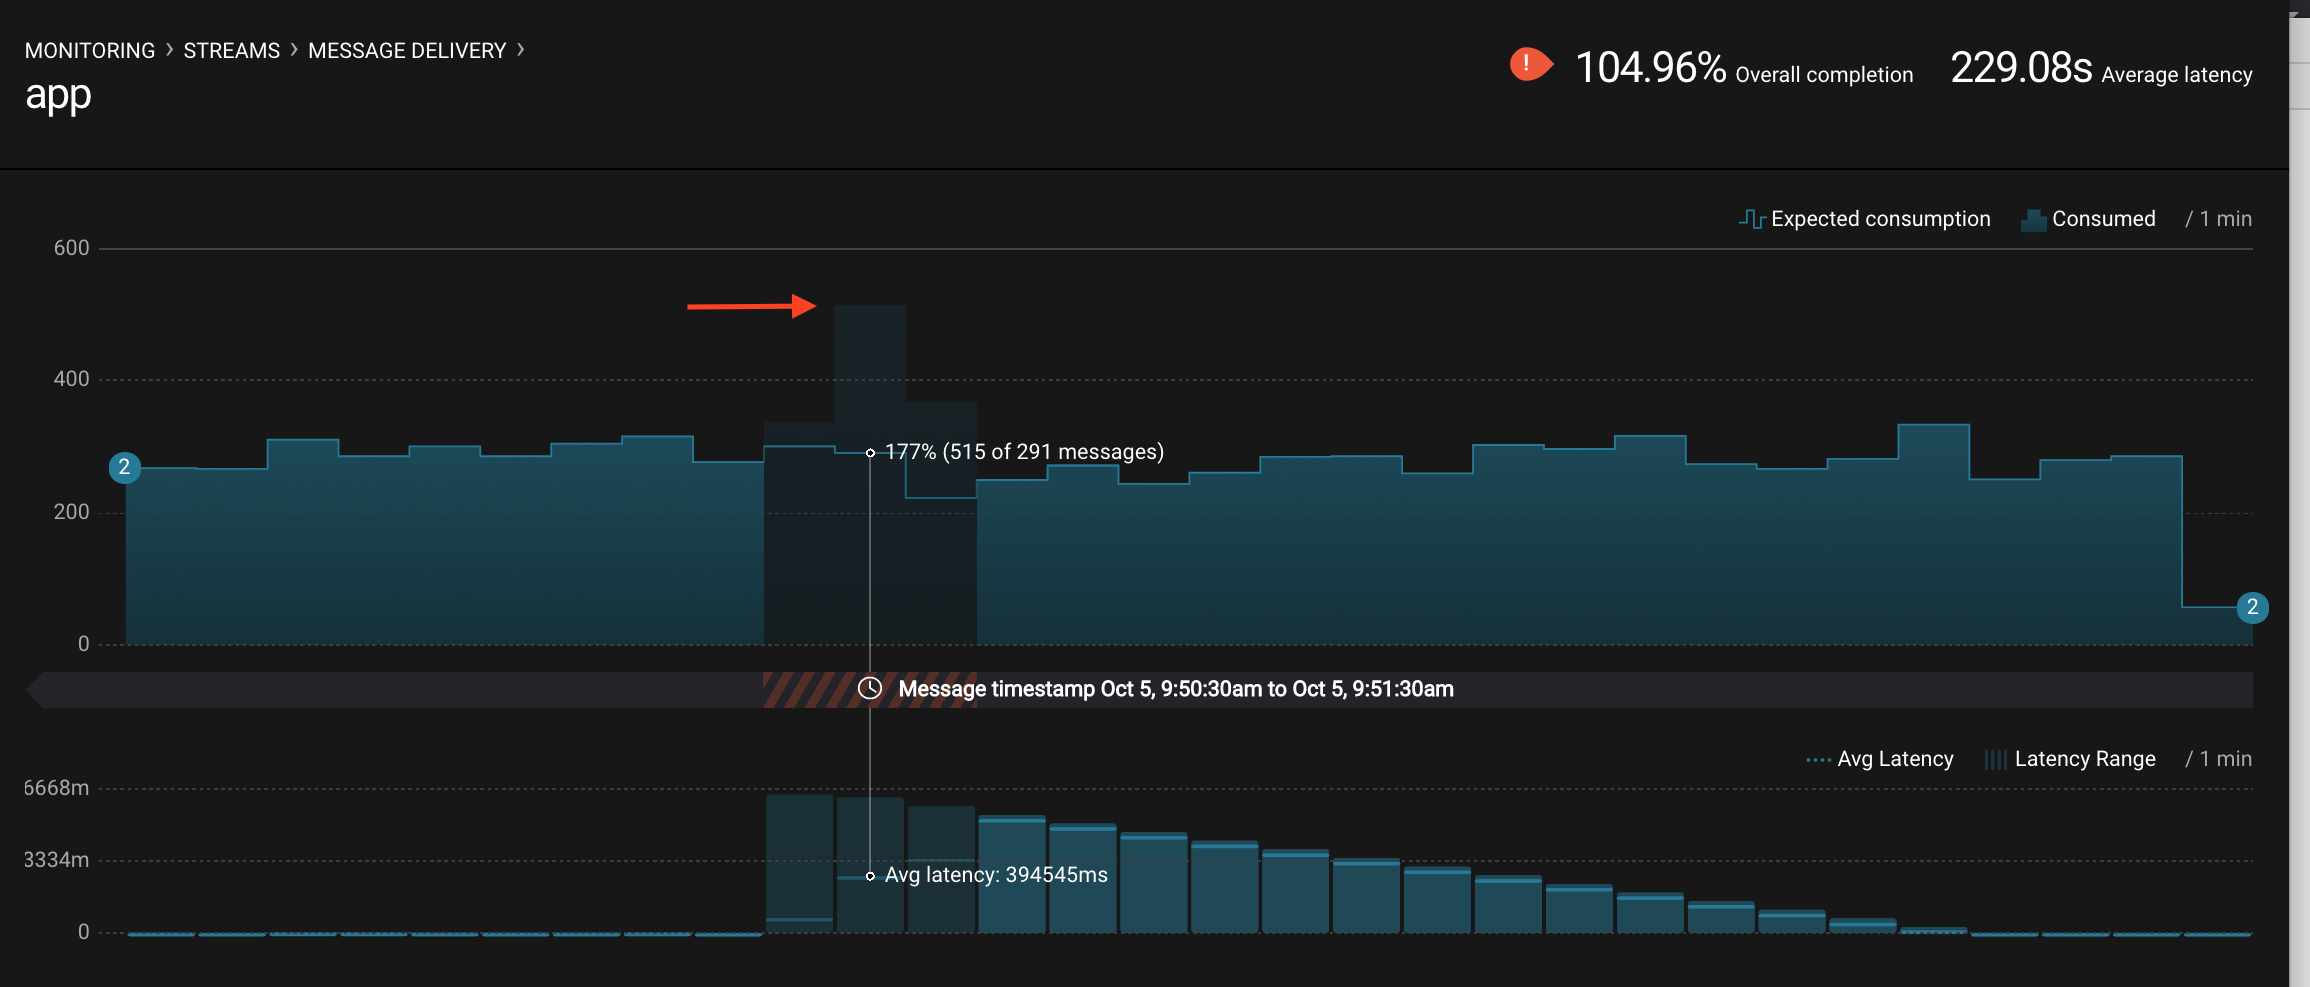 MONITORING › STREAMS › MESSAGE DELIVERY ›
app
! 104.96% Overall completion 229.08s Average latency
Expected consumption Consumed / 1 min
600
400
177% (515 of 291 messages)
2
200
2
0
Message timestamp Oct 5, 9:50:30am to Oct 5, 9:51:30am
Avg Latency Latency Range / 1 min
6668m
3334m
Avg latency: 394545ms
0